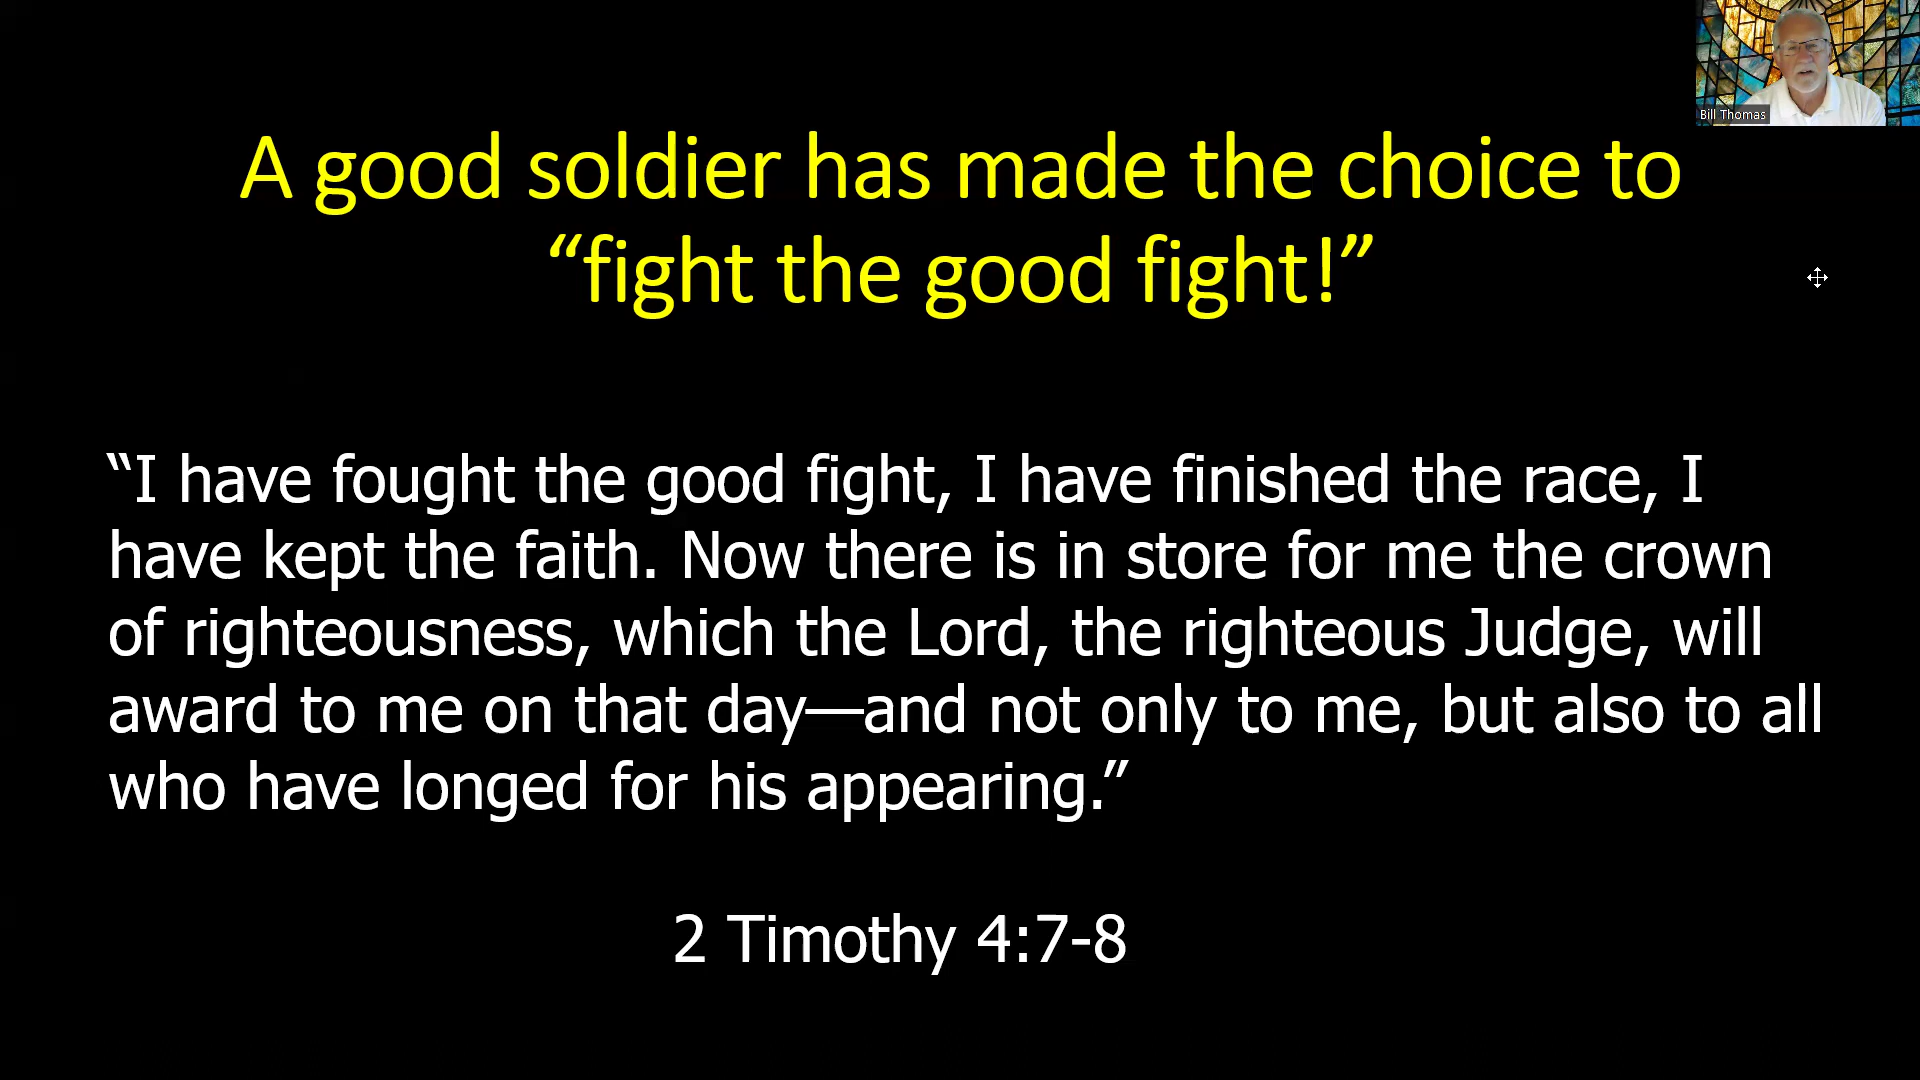 Bill Thomas
A good soldier has made the choice to
“fight the good fight!”
“I have fought the good fight, I have finished the race, I
have kept the faith. Now there is in store for me the crown
of righteousness, which the Lord, the righteous Judge, will
award to me on that day—and not only to me, but also to all
who have longed for his appearing.”
2 Timothy 4:7-8